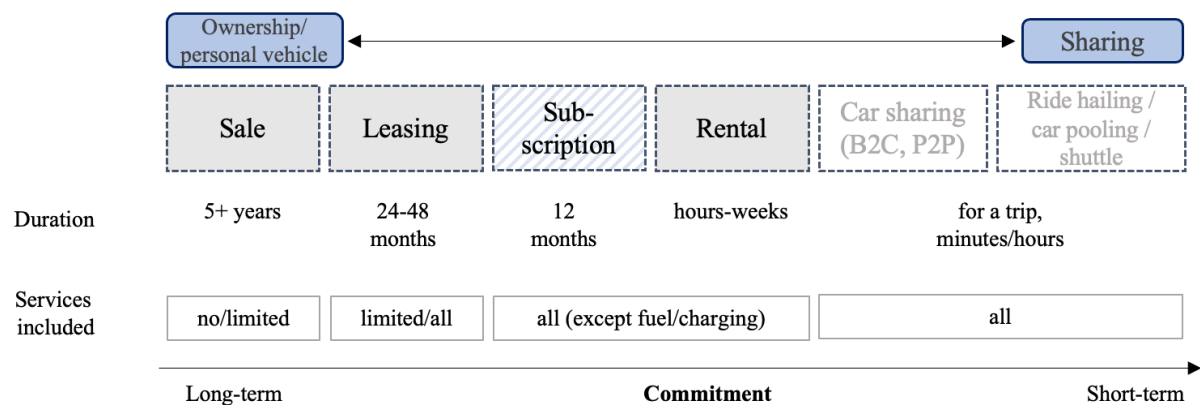 Ownership/
personal vehicle
Sharing
Sale
Leasing
Sub-
scription
Rental
Car sharing
(B2C, P2P)
Ride hailing /
car pooling /
shuttle
Duration
5+ years
24-48
months
12
months
hours-weeks
for a trip,
minutes/hours
Services
included
no/limited
limited/all
all (except fuel/charging)
all
Long-term
Commitment
Short-term